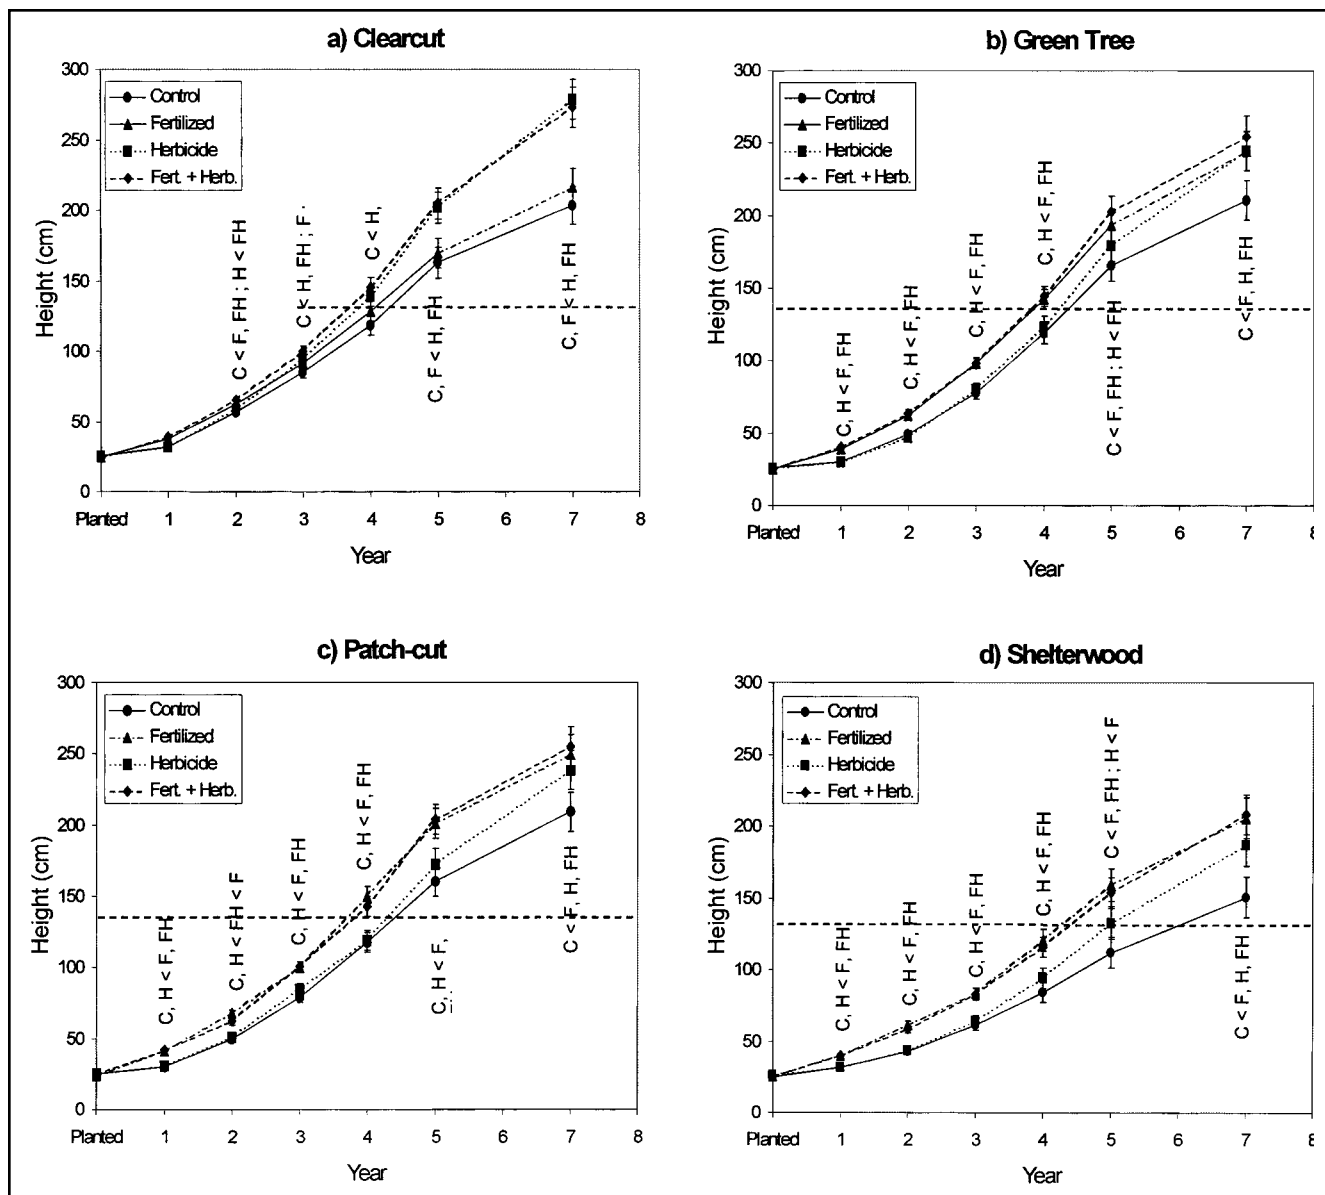 a) Clearcut
Height (cm)
300
250
200
150
100
50
0
Control
Fertilized
Herbicide
Fert. + Herb.
C < F, FH ; H < FH
C < H, FH ; F
C < H,
C, F < H, FH
C, F < H, FH
Planted 1 2 3 4 5 6 7 8
Year
b) Green Tree
Height (cm)
300
250
200
150
100
50
0
Control
Fertilized
Herbicide
Fert. + Herb.
C, H < F, FH
C, H < F, FH
C, H < F, FH
C, H < F, FH
C < F, FH ; H < FH
C < F, H, FH
Planted 1 2 3 4 5 6 7 8
Year
c) Patch-cut
Height (cm)
300
250
200
150
100
50
0
Control
Fertilized
Herbicide
Fert. + Herb.
C, H < F, FH
C, H < FH < F
C, H < F, FH
C, H < F, FH
C, H < F,
C < F, H, FH
Planted 1 2 3 4 5 6 7 8
Year
d) Shelterwood
Height (cm)
300
250
200
150
100
50
0
Control
Fertilized
Herbicide
Fert. + Herb.
C, H < F, FH
C, H < F, FH
C, H < F, FH
C, H < F, FH
C < F, FH ; H < F
C < F, H, FH
Planted 1 2 3 4 5 6 7 8
Year